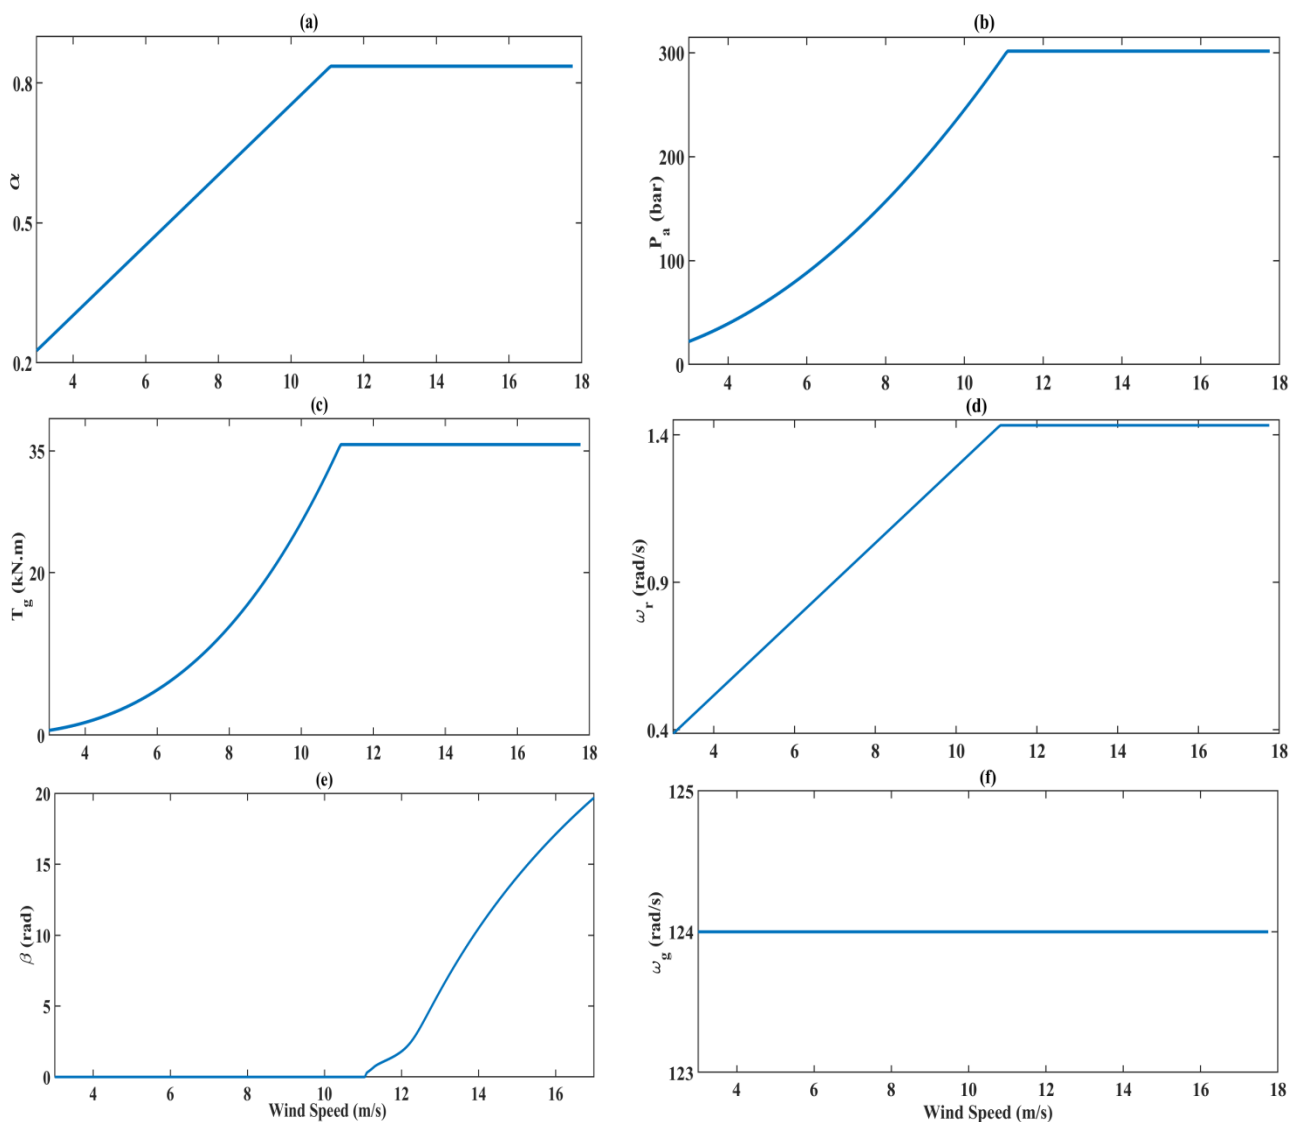 (a)
α
0.8
0.5
0.2
4 6 8 10 12 14 16 18
(b)
P_a (bar)
300
200
100
0
4 6 8 10 12 14 16 18
(c)
T_g (kN.m)
35
20
0
4 6 8 10 12 14 16 18
(d)
ω_r (rad/s)
1.4
0.9
0.4
4 6 8 10 12 14 16 18
(e)
β (rad)
20
15
10
5
0
4 6 8 10 12 14 16
Wind Speed (m/s)
(f)
ω_g (rad/s)
125
124
123
4 6 8 10 12 14 16 18
Wind Speed (m/s)